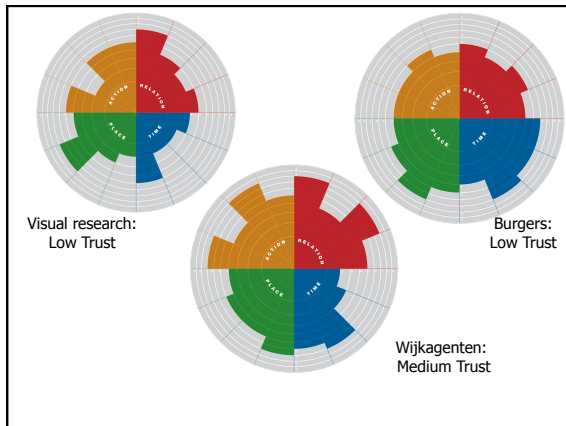 ACTION
RELATION
PLACE
TIME
Visual research:
Low Trust
ACTION
RELATION
PLACE
TIME
Burgers:
Low Trust
ACTION
RELATION
PLACE
TIME
Wijkagenten:
Medium Trust